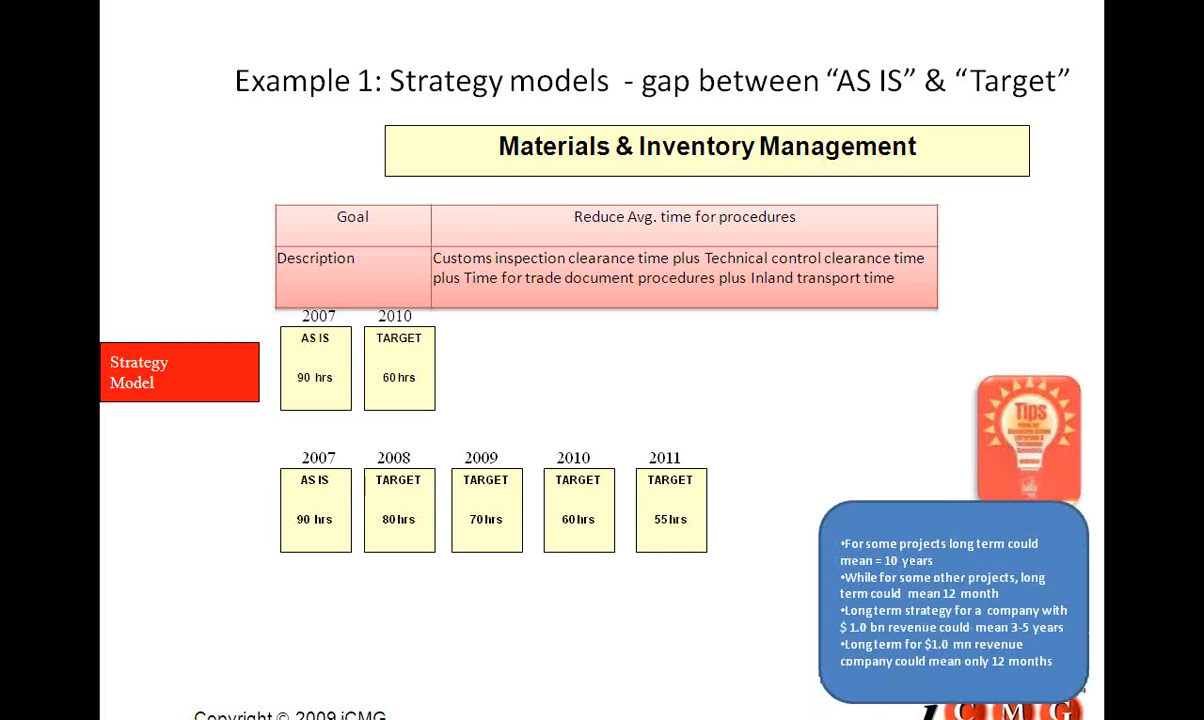 Example 1: Strategy models - gap between “AS IS” & “Target”
Materials & Inventory Management
Goal
Reduce Avg. time for procedures
Description
Customs inspection clearance time plus Technical control clearance time
plus Time for trade document procedures plus Inland transport time
2007 2010
AS IS TARGET
90 hrs 60 hrs
Strategy
Model
2007 2008 2009 2010 2011
AS IS TARGET TARGET TARGET TARGET
90 hrs 80 hrs 70 hrs 60 hrs 55 hrs
Tips
•For some projects long term could
mean = 10 years
•While for some other projects, long
term could mean 12 month
•Long term strategy for a company with
$ 1.0 bn revenue could mean 3-5 years
•Long term for $1.0 mn revenue
company could mean only 12 months
Copyright © 2009 iCMG
iCMG